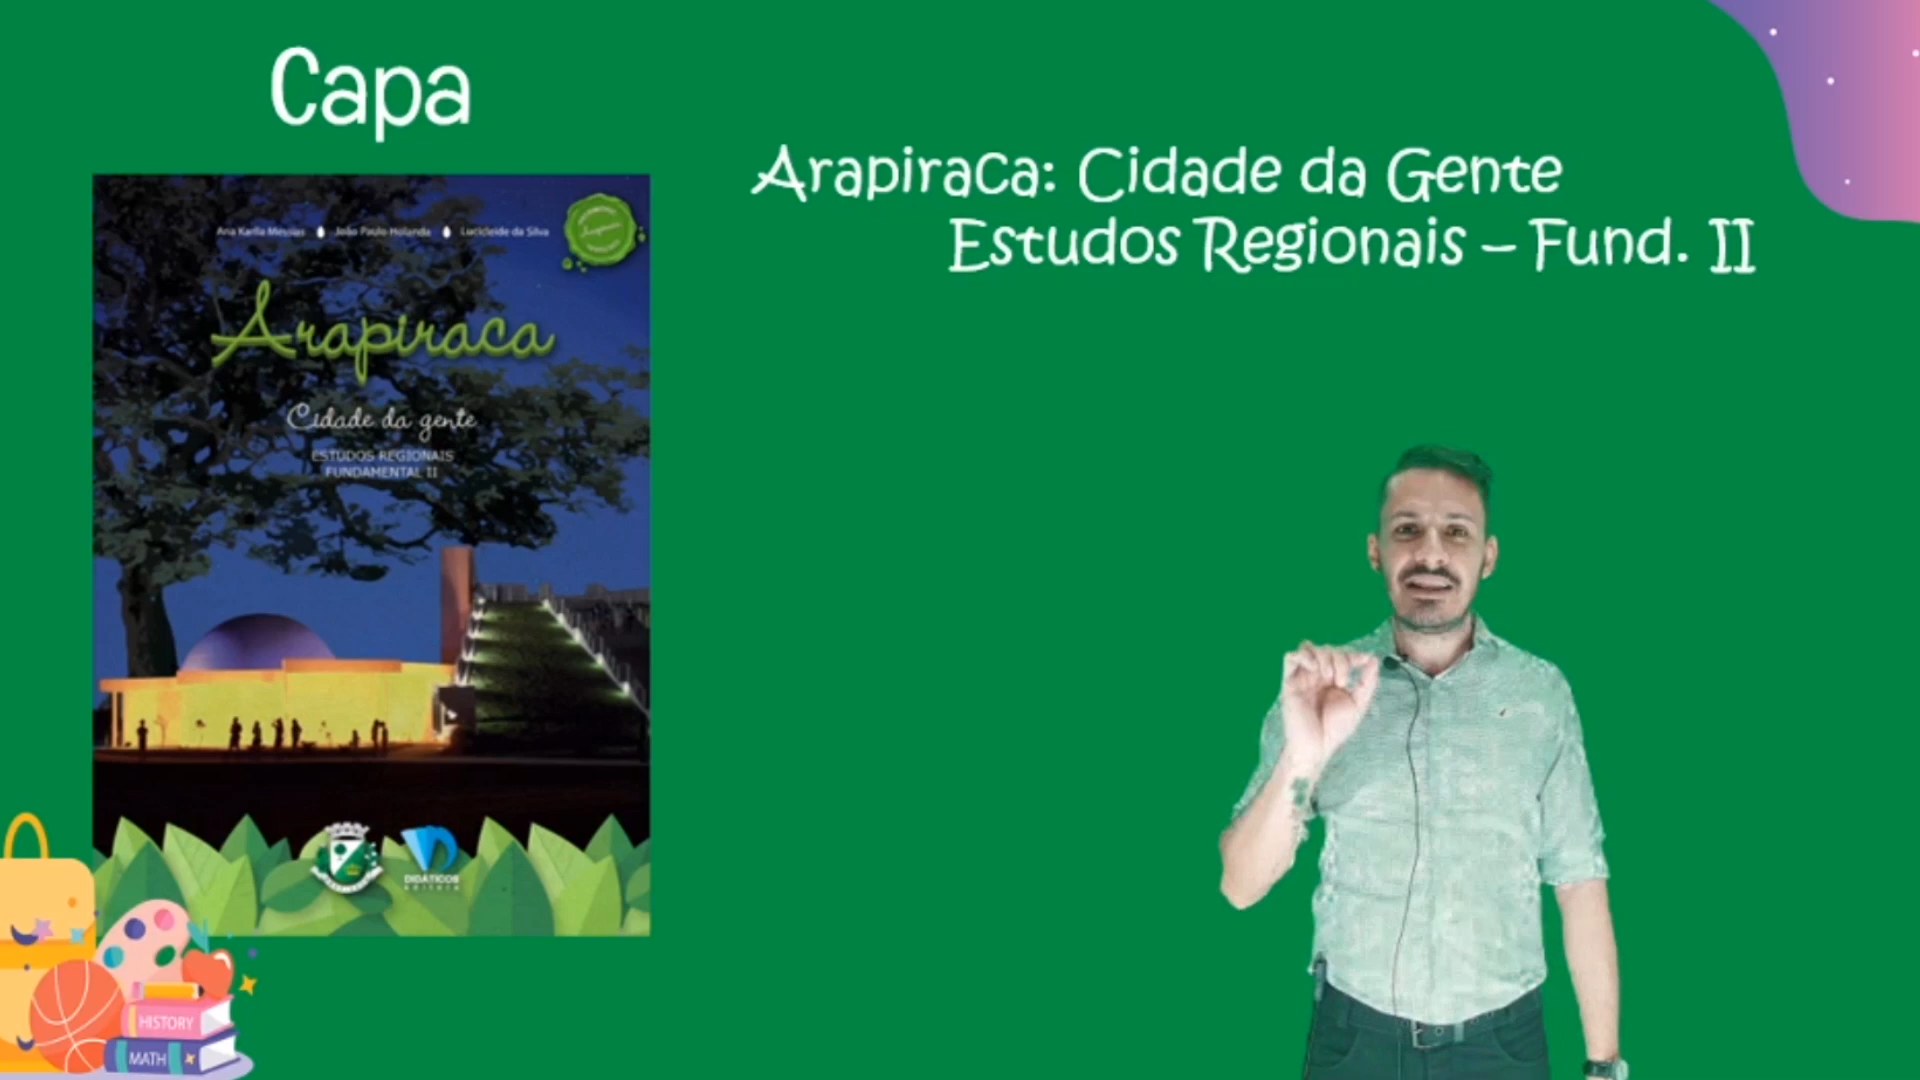 Capa
Arapiraca: Cidade da Gente
Estudos Regionais – Fund. II
Ana Karlla Messias João Paulo Holanda Lucicleide da Silva
Arapiraca
Cidade da gente
ESTUDOS REGIONAIS
FUNDAMENTAL II
DIDÁTICOS
EDITORA
HISTORY
MATH